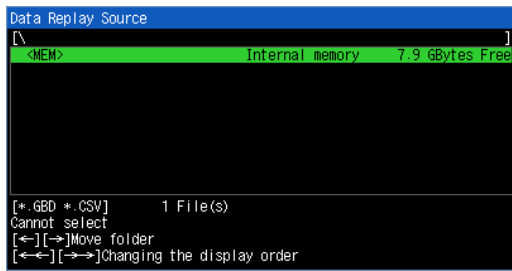 Data Replay Source
[\ ]
<MEM> Internal memory 7.9 GBytes Free
[*.GBD *.CSV] 1 File(s)
Cannot select
[←][→]Move folder
[←←][→→]Changing the display order